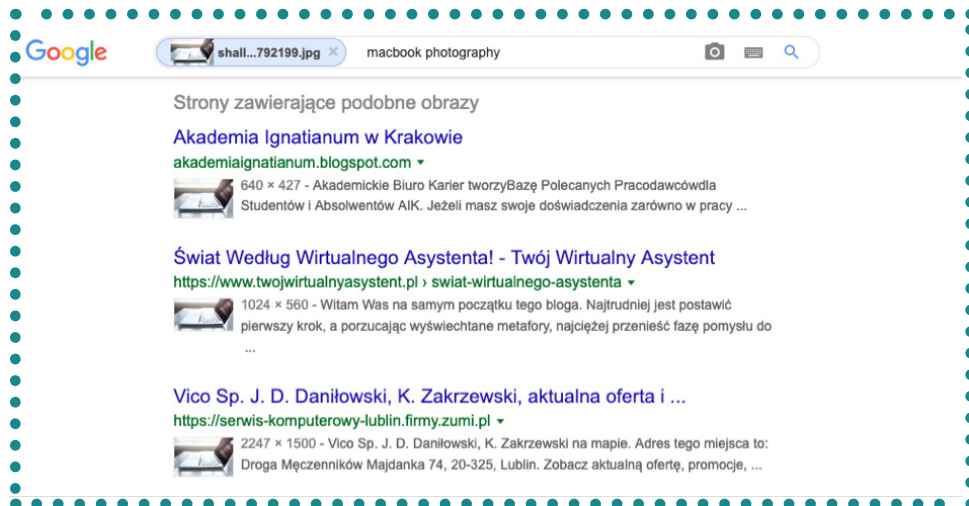 Google
shall...792199.jpg × macbook photography
Strony zawierające podobne obrazy
Akademia Ignatianum w Krakowie
akademiaignatianum.blogspot.com
640 × 427 - Akademickie Biuro Karier tworzyBazę Polecanych Pracodawcówdla
Studentów i Absolwentów AIK. Jeżeli masz swoje doświadczenia zarówno w pracy ...
Świat Według Wirtualnego Asystenta! - Twój Wirtualny Asystent
https://www.twojwirtualnyasystent.pl › swiat-wirtualnego-asystenta
1024 × 560 - Witam Was na samym początku tego bloga. Najtrudniej jest postawić
pierwszy krok, a porzucając wyświechtane metafory, najciężej przenieść fazę pomysłu do
...
Vico Sp. J. D. Daniłowski, K. Zakrzewski, aktualna oferta i ...
https://serwis-komputerowy-lublin.firmy.zumi.pl
2247 × 1500 - Vico Sp. J. D. Daniłowski, K. Zakrzewski na mapie. Adres tego miejsca to:
Droga Męczenników Majdanka 74, 20-325, Lublin. Zobacz aktualną ofertę, promocje, ...